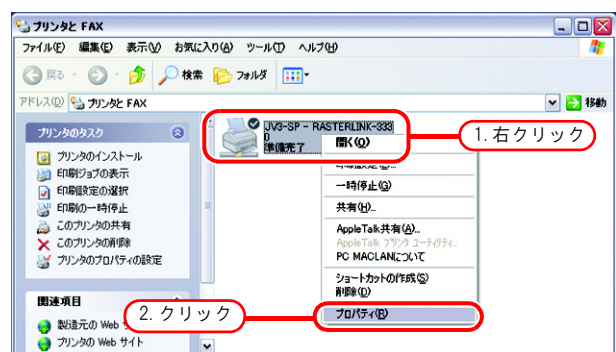 プリンタと FAX
ファイル(F) 編集(E) 表示(V) お気に入り(A) ツール(T) ヘルプ(H)
戻る 検索 フォルダ
アドレス(D) プリンタと FAX 移動
プリンタのタスク
プリンタのインストール
印刷ジョブの表示
印刷設定の選択
印刷の一時停止
このプリンタの共有
このプリンタの削除
プリンタのプロパティの設定
関連項目
製造元の Web
プリンタの Web サイト
JV3-SP - RASTERLINK-333
0
準備完了
開く(O)
一時停止(G)
共有(H)...
AppleTalk共有(A)...
AppleTalk プリンタ ユーティリティ...
PC MACLANについて
ショートカットの作成(S)
削除(D)
プロパティ(R)
1. 右クリック
2. クリック